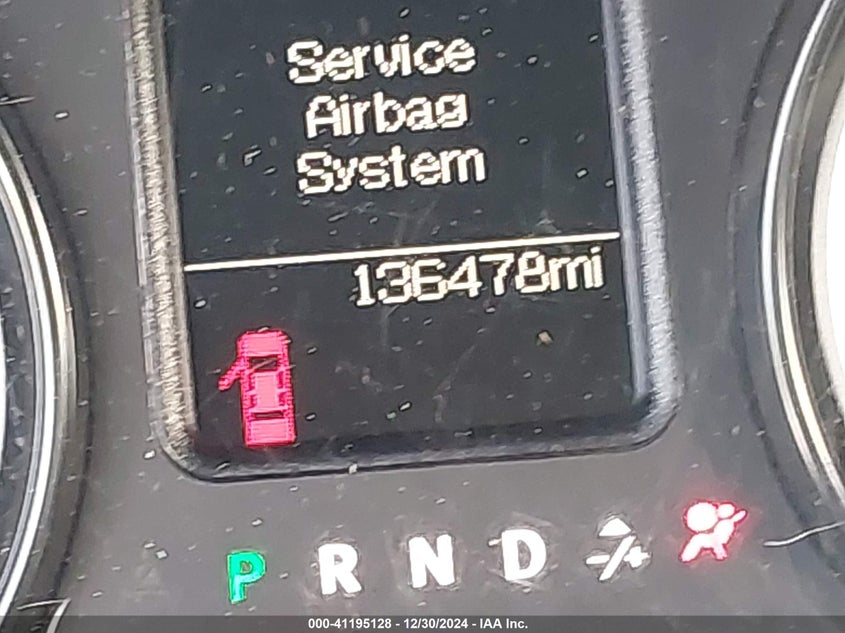 Service
Airbag
System
136478mi
P R N D -/+
000-41195128 - 12/30/2024 - IAA Inc.